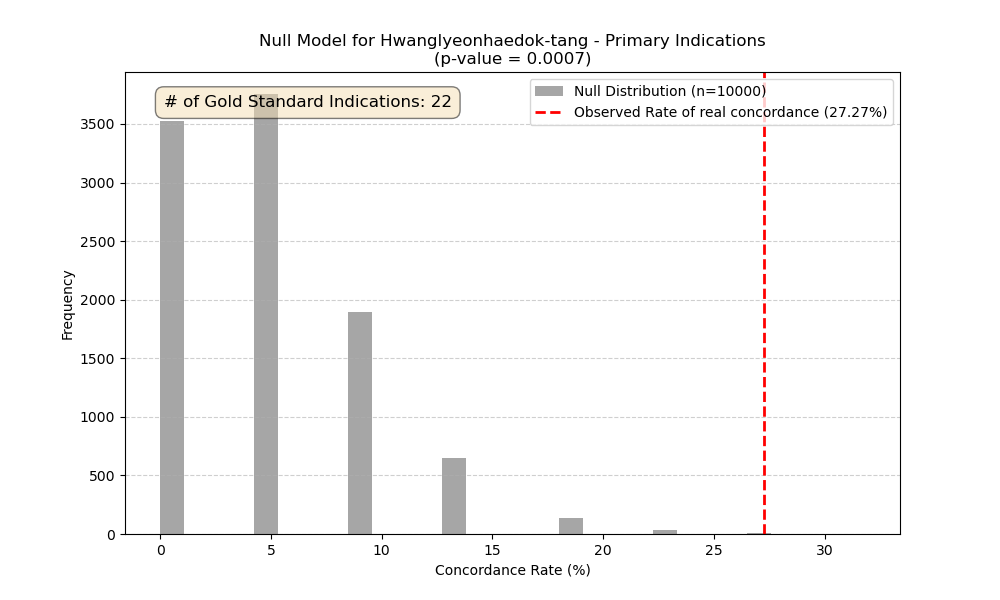 Null Model for Hwanglyeonhaedok-tang - Primary Indications
(p-value = 0.0007)
# of Gold Standard Indications: 22
Null Distribution (n=10000)
Observed Rate of real concordance (27.27%)
Frequency
3500
3000
2500
2000
1500
1000
500
0
0 5 10 15 20 25 30
Concordance Rate (%)